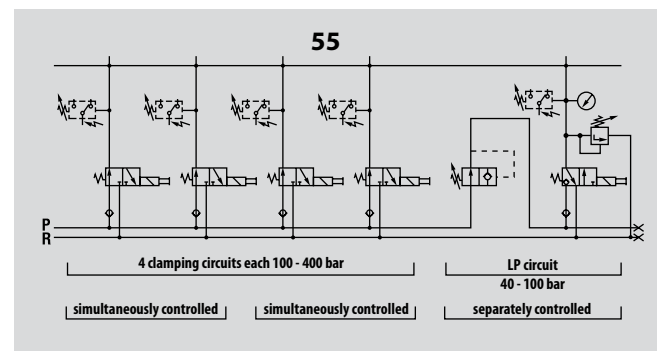 55
P
R
4 clamping circuits each 100 - 400 bar
LP circuit
40 - 100 bar
simultaneously controlled
simultaneously controlled
separately controlled